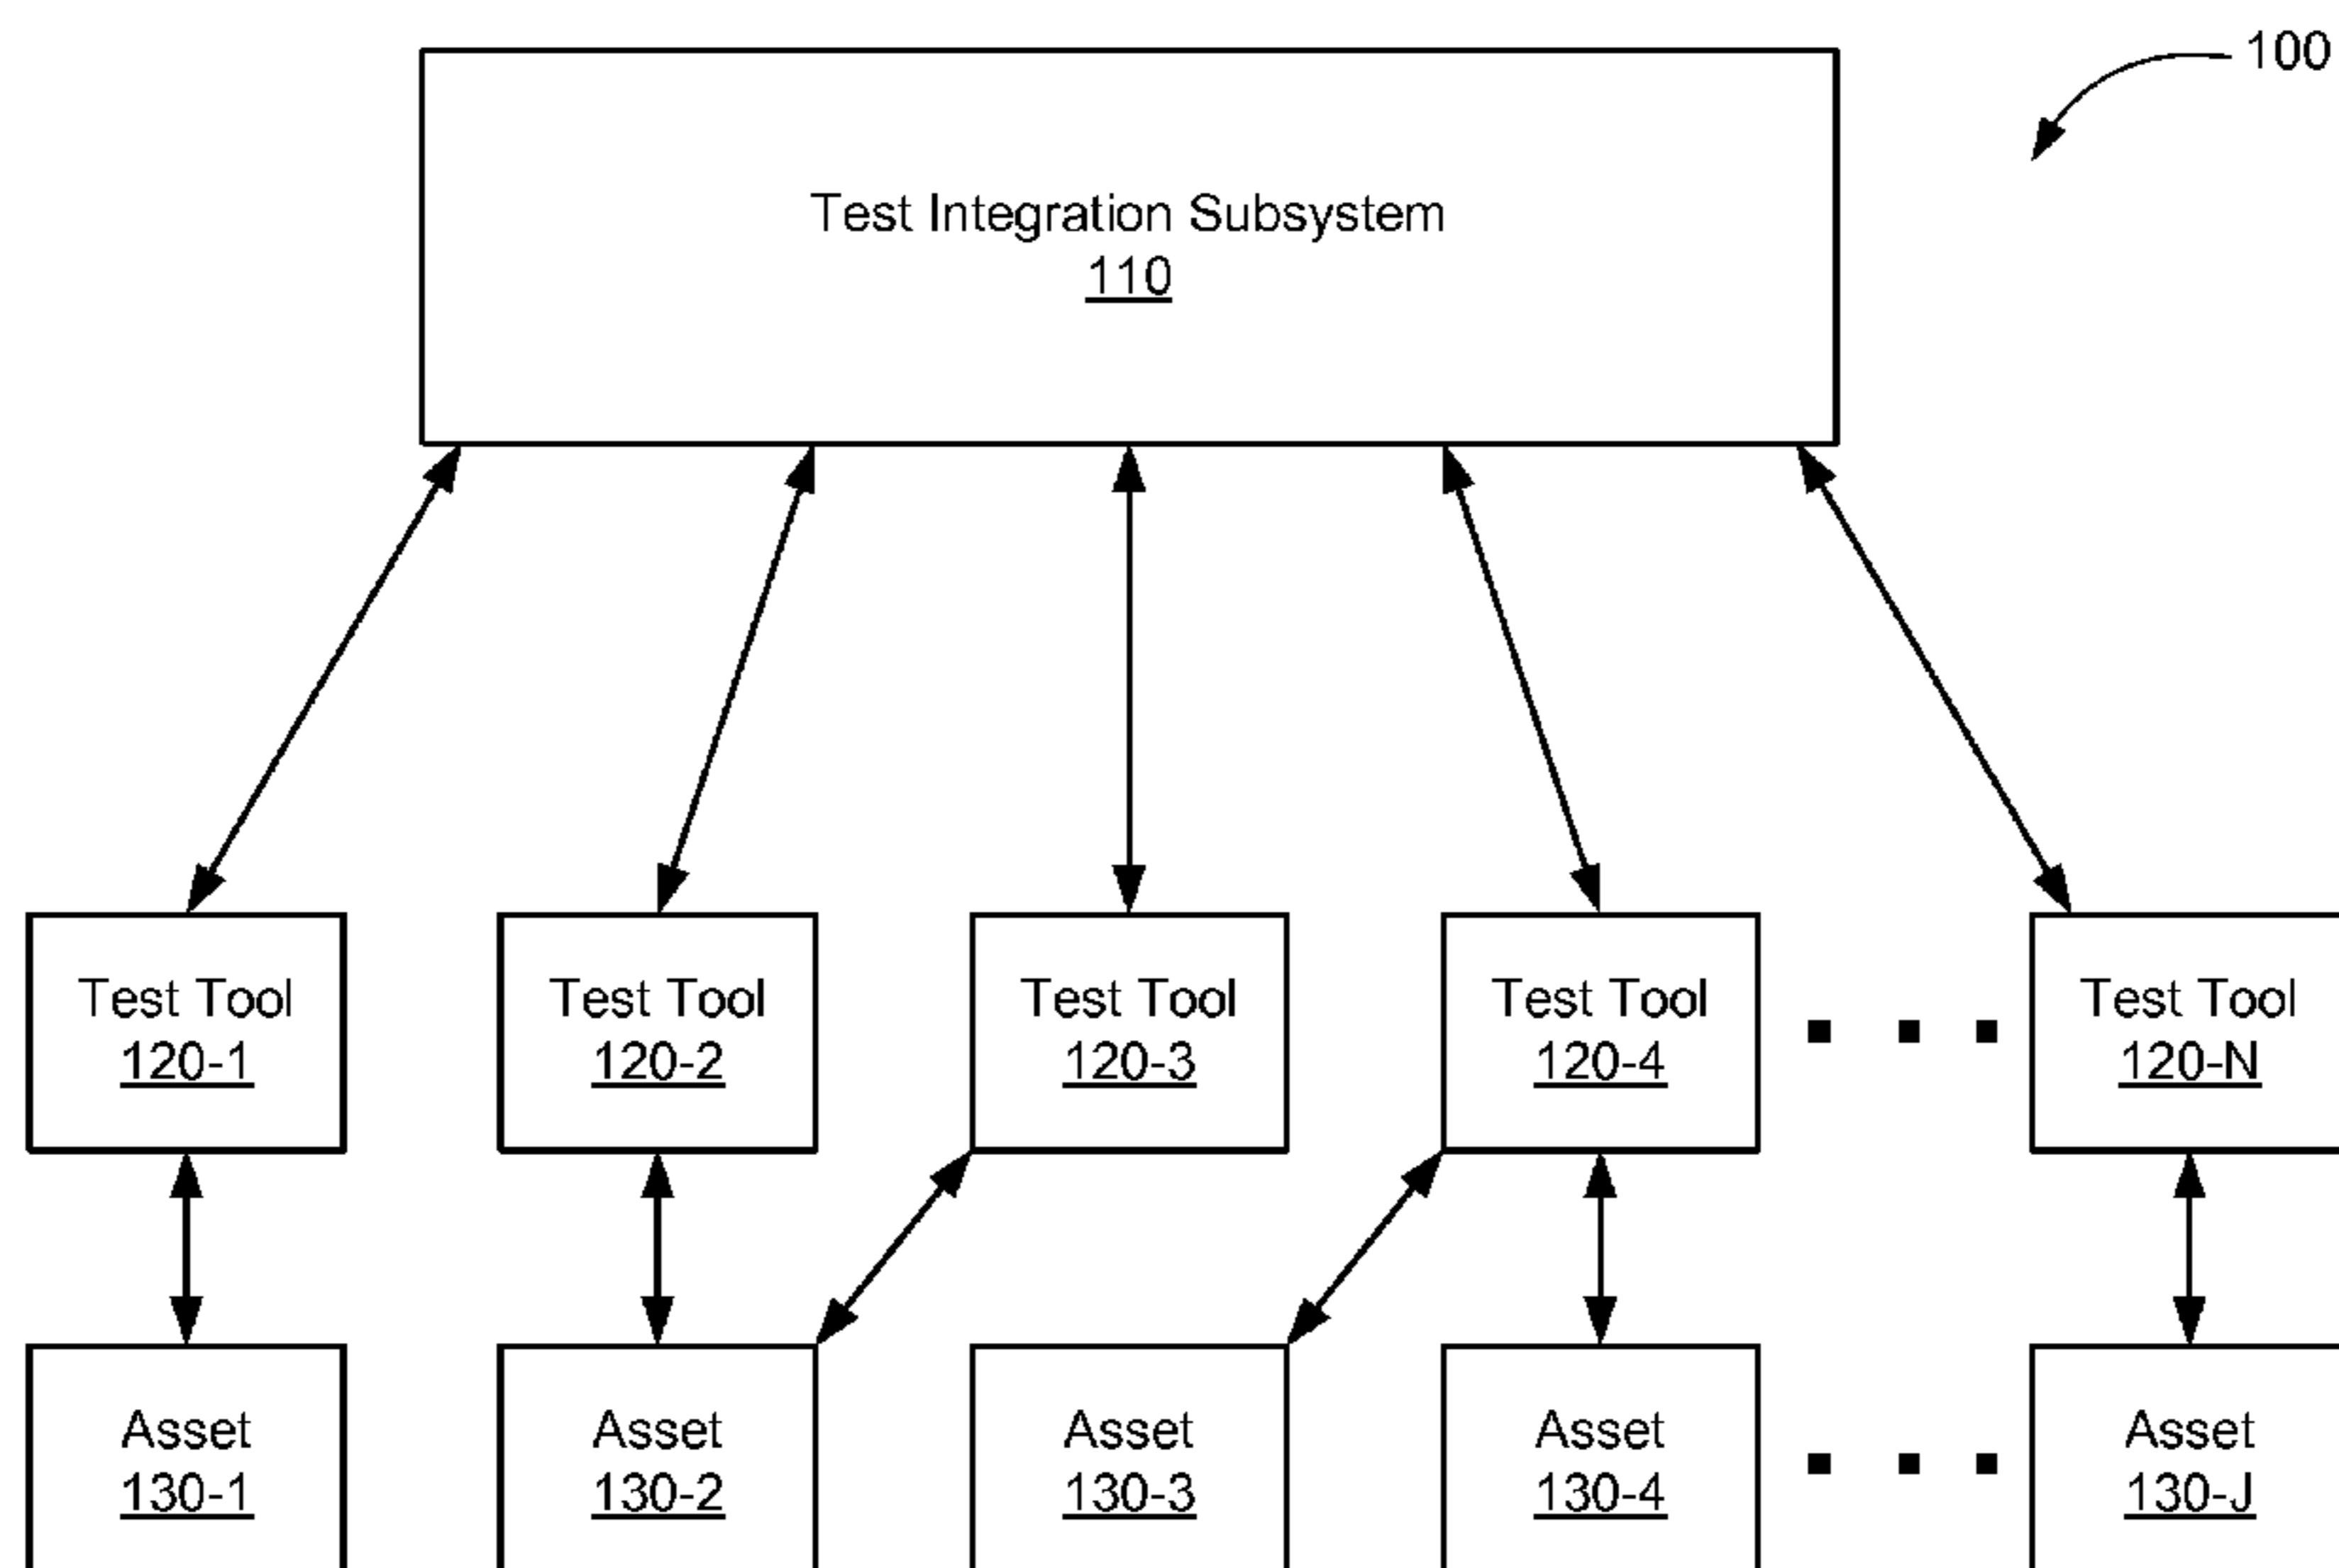 100
Test Integration Subsystem
110
Test Tool
120-1
Test Tool
120-2
Test Tool
120-3
Test Tool
120-4
Test Tool
120-N
Asset
130-1
Asset
130-2
Asset
130-3
Asset
130-4
Asset
130-J